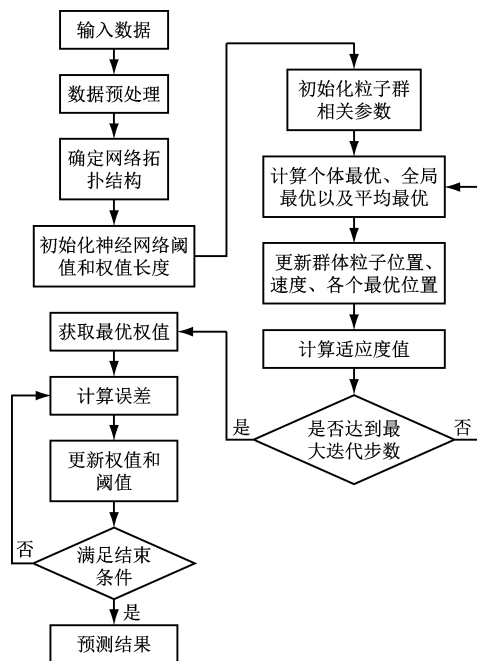 输入数据
数据预处理
确定网络拓
扑结构
初始化神经网络阈
值和权值长度
初始化粒子群
相关参数
计算个体最优、全局
最优以及平均最优
更新群体粒子位置、
速度、各个最优位置
计算适应度值
是否达到最
大迭代步数
是
否
获取最优权值
计算误差
更新权值和
阈值
满足结束
条件
否
是
预测结果